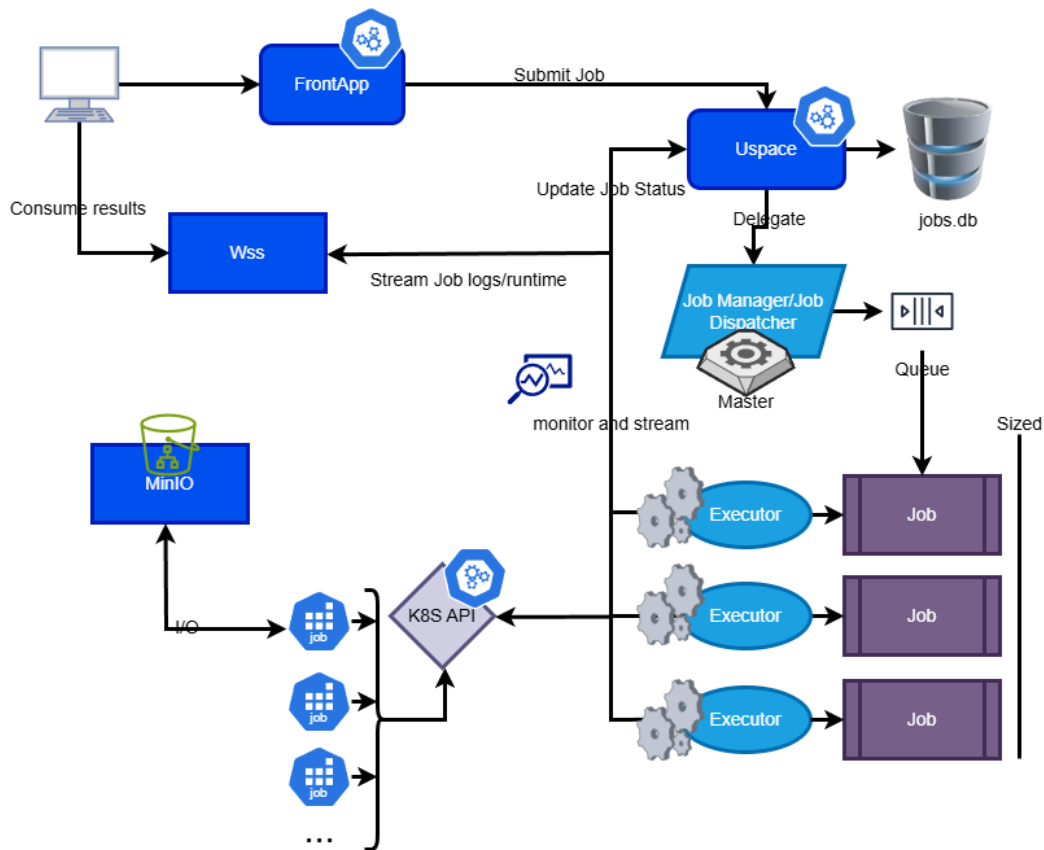 FrontApp
Submit Job
Uspace
Update Job Status
Consume results
Delegate
jobs.db
Wss
Stream Job logs/runtime
Job Manager/Job
Dispatcher
Queue
Master
monitor and stream
Sized
MinIO
Executor
Job
K8S API
Executor
Job
I/O
job
Executor
Job
job
job
...